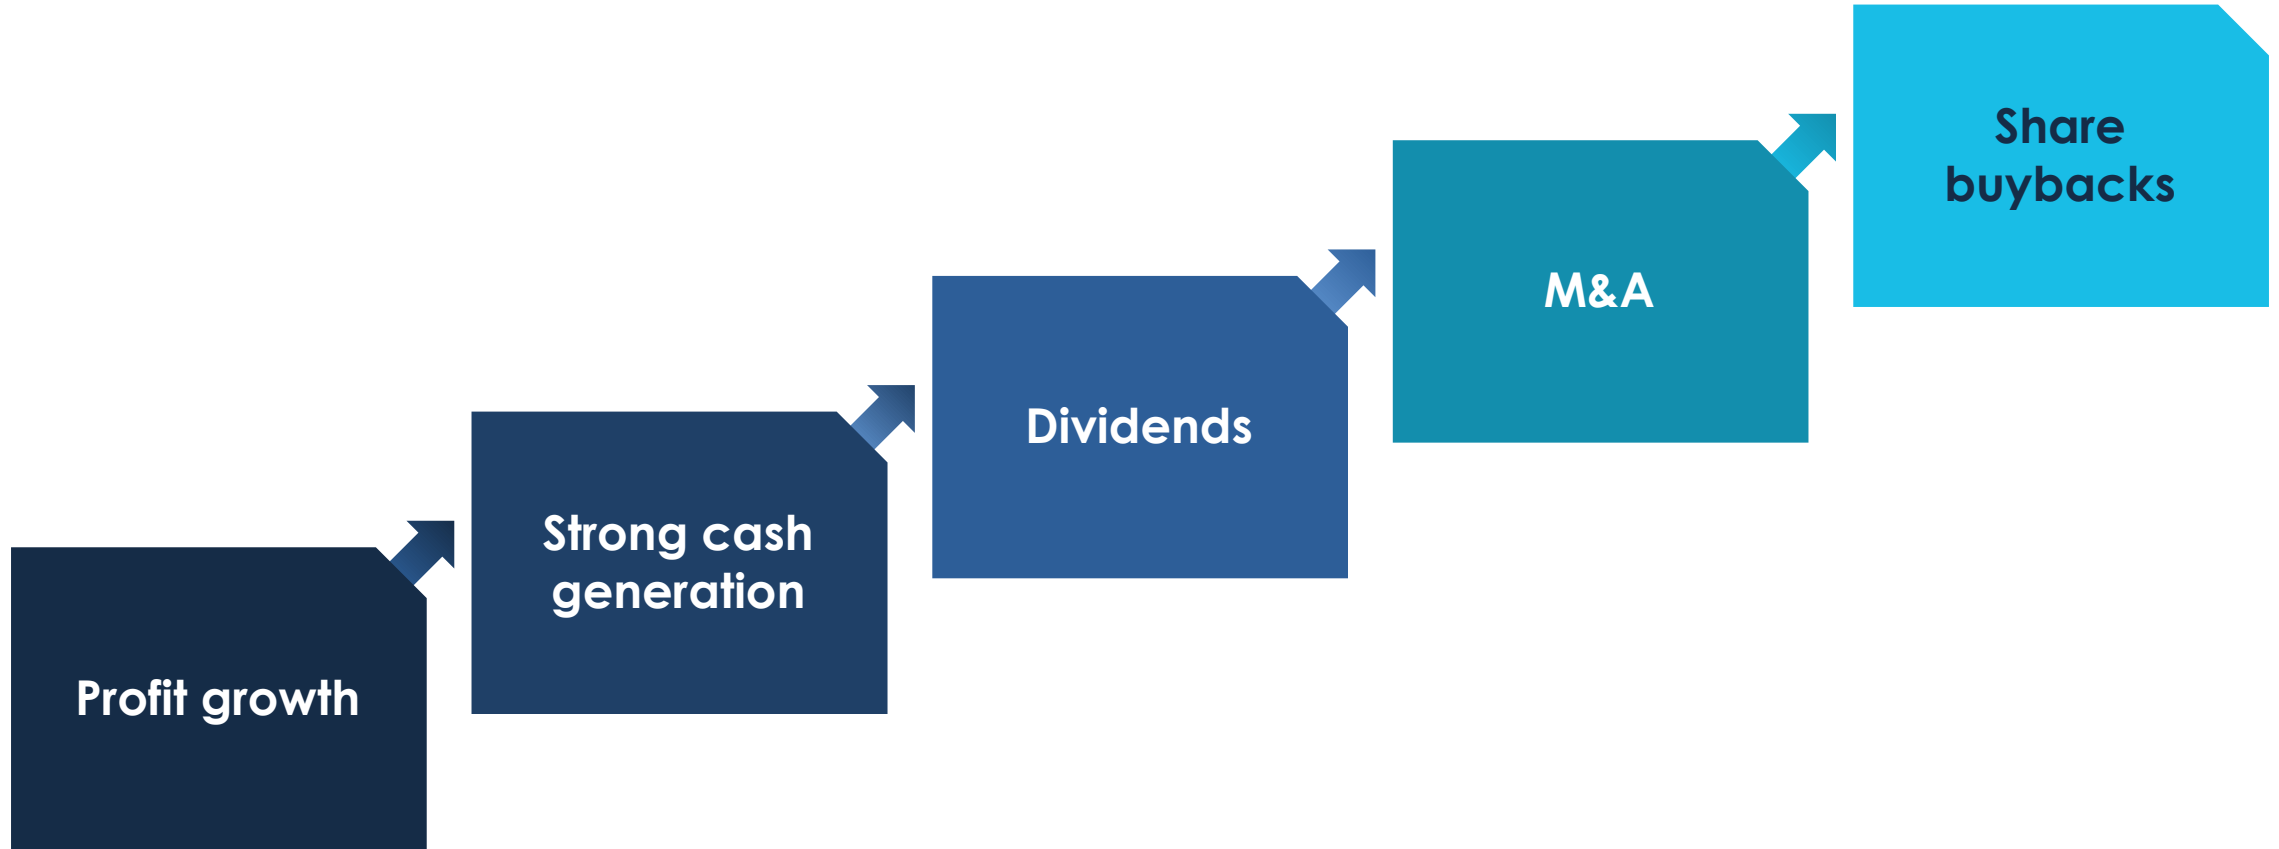 Profit growth
Strong cash
generation
Dividends
M&A
Share
buybacks